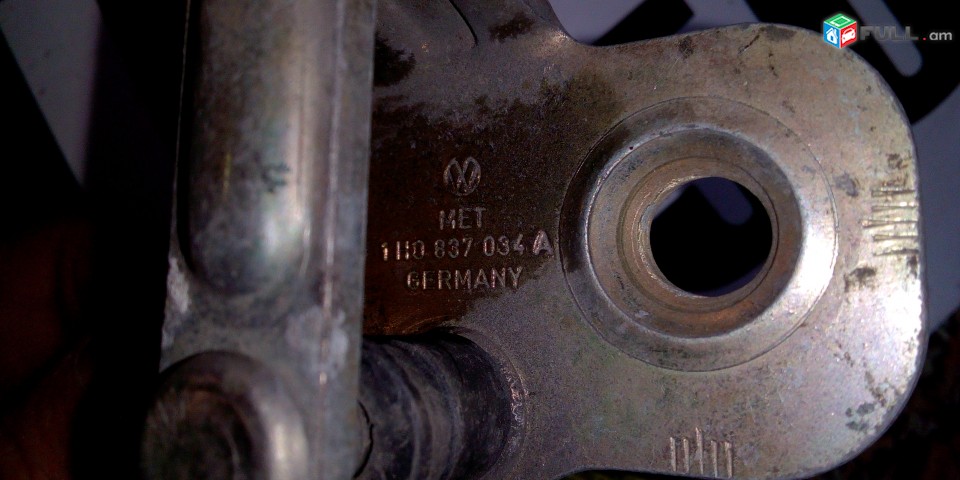 FULL.am
MET
1H0 837 034 A
GERMANY